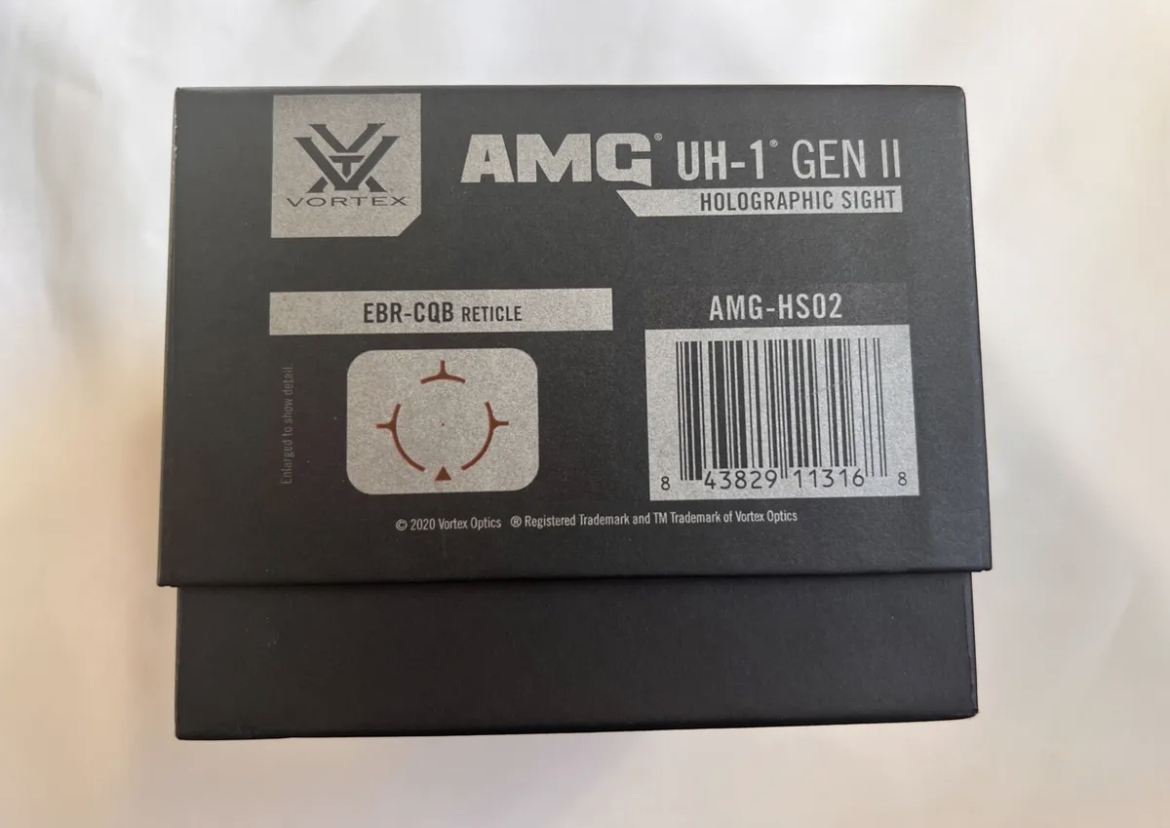 VORTEX
AMG® UH-1® GEN II
HOLOGRAPHIC SIGHT
EBR-CQB RETICLE
Enlarged to show detail.
AMG-HS02
8 43829 11316 8
© 2020 Vortex Optics ® Registered Trademark and TM Trademark of Vortex Optics